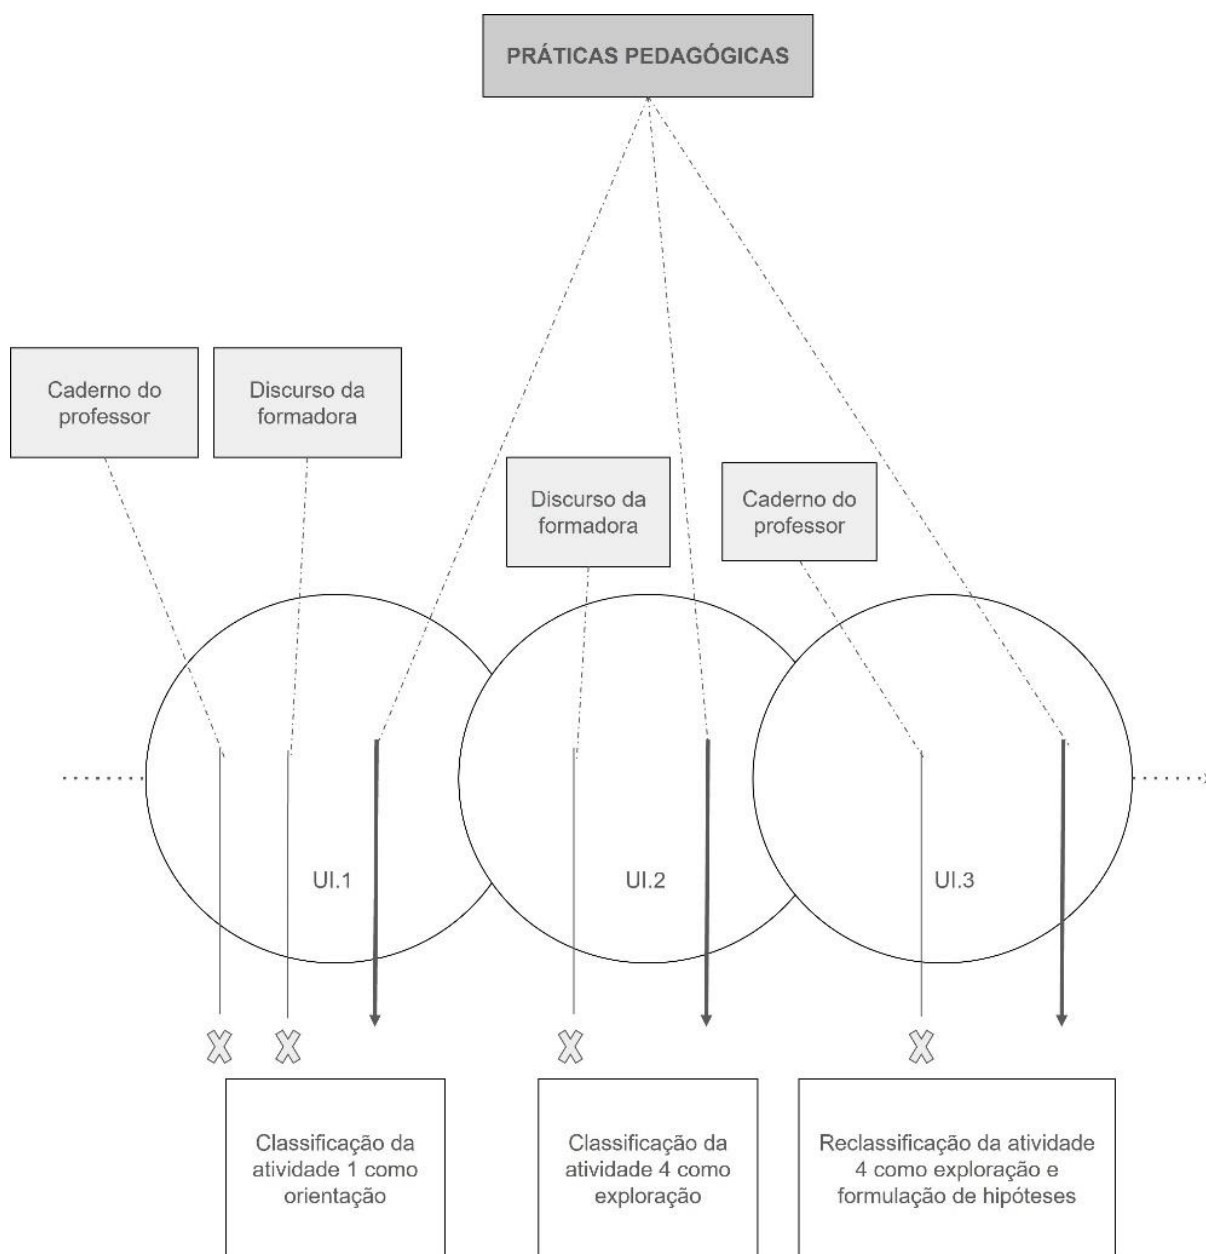 PRÁTICAS PEDAGÓGICAS
Caderno do
professor
Discurso da
formadora
Discurso da
formadora
Caderno do
professor
UI.1
UI.2
UI.3
Classificação da
atividade 1 como
orientação
Classificação da
atividade 4 como
exploração
Reclassificação da atividade
4 como exploração e
formulação de hipóteses